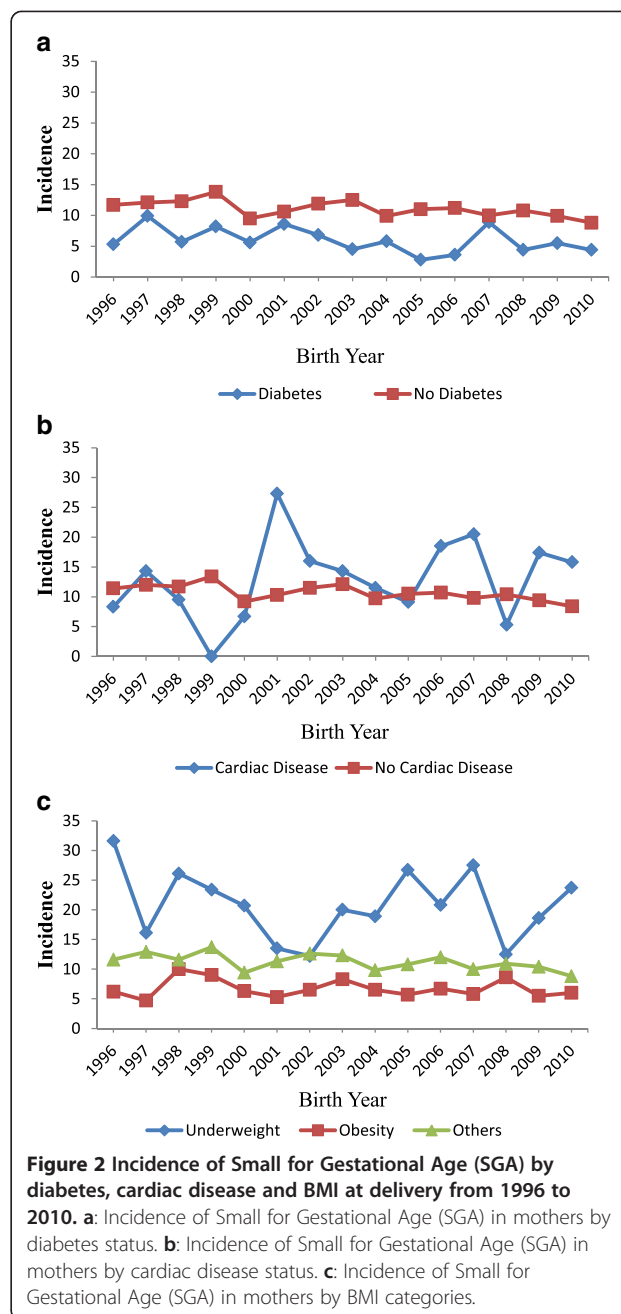 a
35
30
25
20
15
10
5
0
Incidence
1996 1997 1998 1999 2000 2001 2002 2003 2004 2005 2006 2007 2008 2009 2010
Birth Year
Diabetes No Diabetes
b
35
30
25
20
15
10
5
0
Incidence
1996 1997 1998 1999 2000 2001 2002 2003 2004 2005 2006 2007 2008 2009 2010
Birth Year
Cardiac Disease No Cardiac Disease
c
35
30
25
20
15
10
5
0
Incidence
1996 1997 1998 1999 2000 2001 2002 2003 2004 2005 2006 2007 2008 2009 2010
Birth Year
Underweight Obesity Others
Figure 2 Incidence of Small for Gestational Age (SGA) by
diabetes, cardiac disease and BMI at delivery from 1996 to
2010. a: Incidence of Small for Gestational Age (SGA) in mothers by
diabetes status. b: Incidence of Small for Gestational Age (SGA) in
mothers by cardiac disease status. c: Incidence of Small for
Gestational Age (SGA) in mothers by BMI categories.